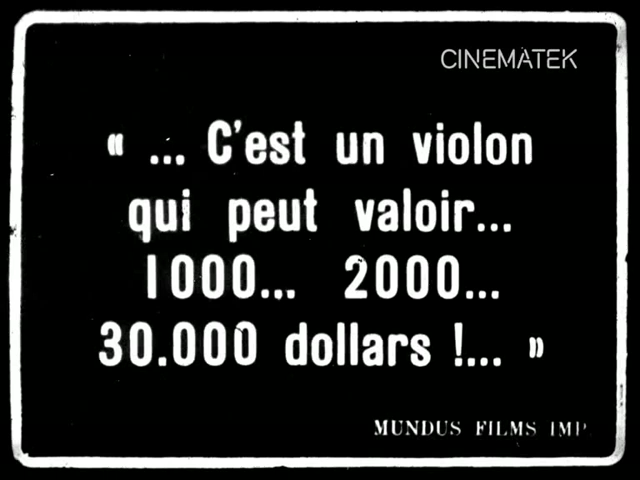 CINEMATEK
« ... C'est un violon
qui peut valoir...
1000... 2000...
30.000 dollars !... »
MUNDUS FILMS IMP.